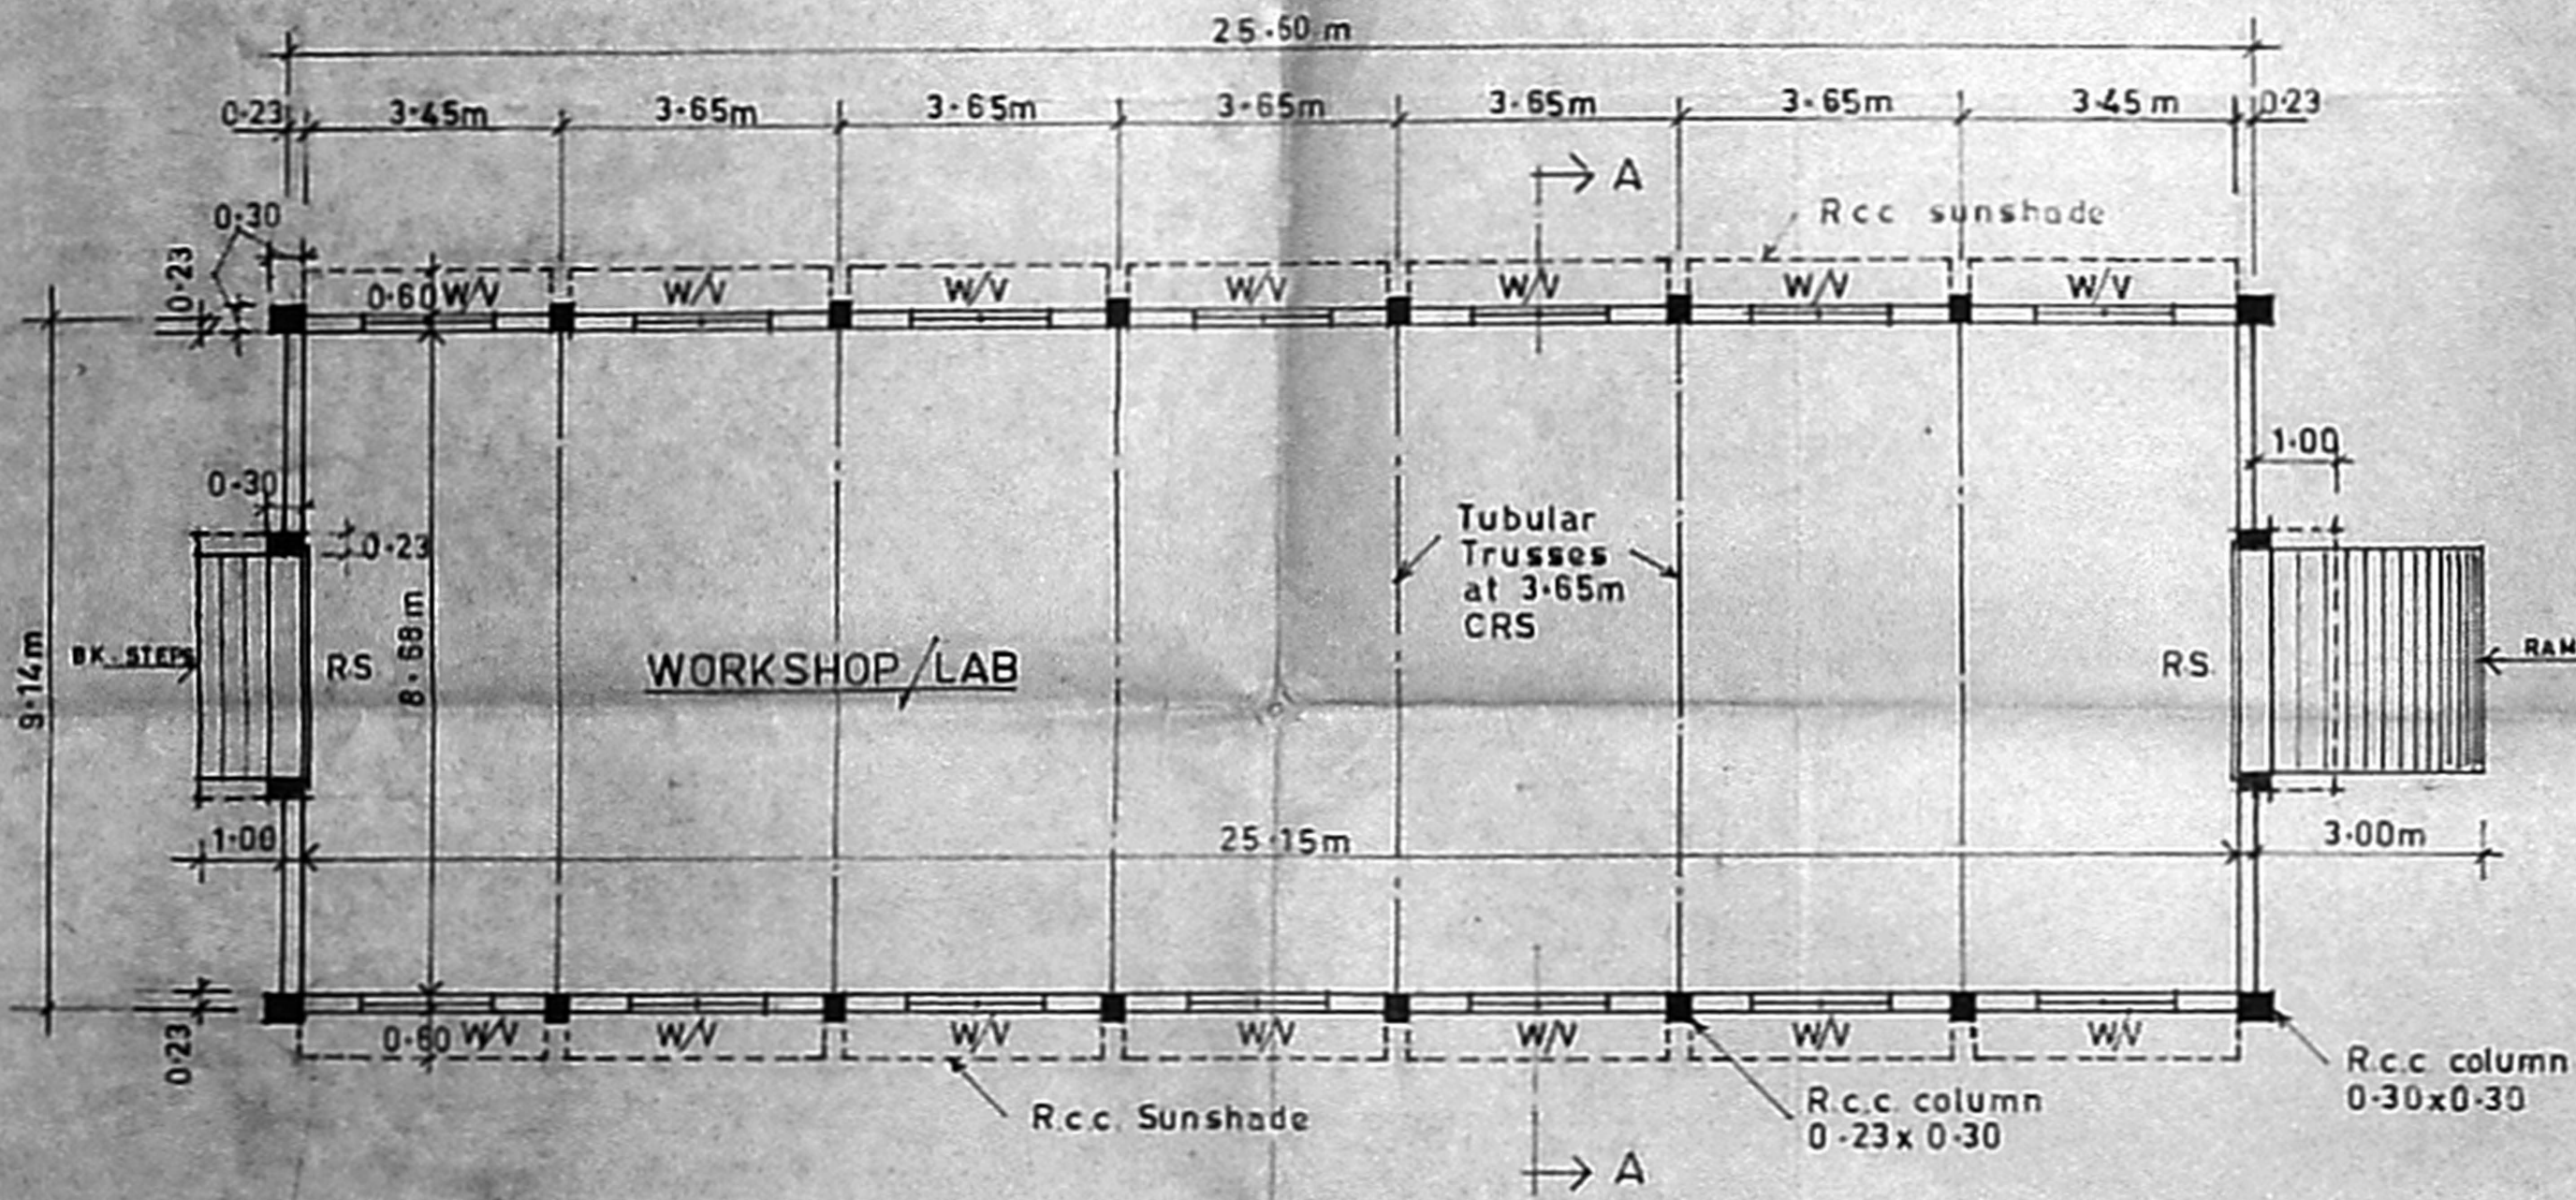 25.60 m
0.23 3.45m 3.65m 3.65m 3.65m 3.65m 3.65m 3.45 m 0.23
A
0.30
Rcc sunshade
0.23
0.60 W/V W/V W/V W/V W/V W/V W/V
1.00
0.30
0.23
Tubular
Trusses
at 3.65m
CRS
9.14m
BK. STEPS
RS
8.68m
WORKSHOP/LAB
RS
RAM
1.00
25.15m
3.00m
0.23
0.60 W/V W/V W/V W/V W/V W/V W/V
R.c.c. Sunshade
R.c.c. column
0.23x 0.30
R.c.c column
0.30x0.30
A